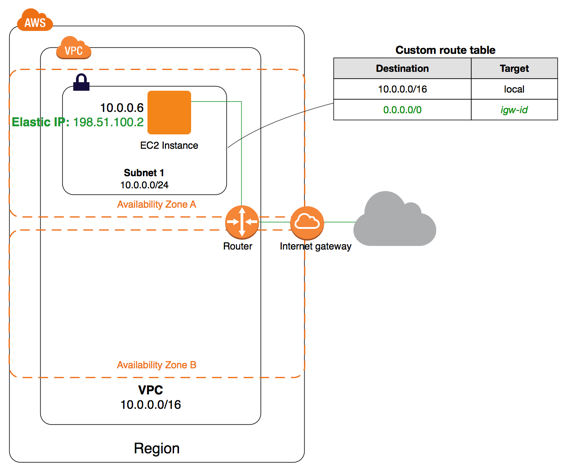 AWS
VPC
Custom route table
Destination Target
10.0.0.0/16 local
0.0.0.0/0 igw-id
10.0.0.6
Elastic IP: 198.51.100.2
EC2 Instance
Subnet 1
10.0.0.0/24
Availability Zone A
Router
Internet gateway
Availability Zone B
VPC
10.0.0.0/16
Region